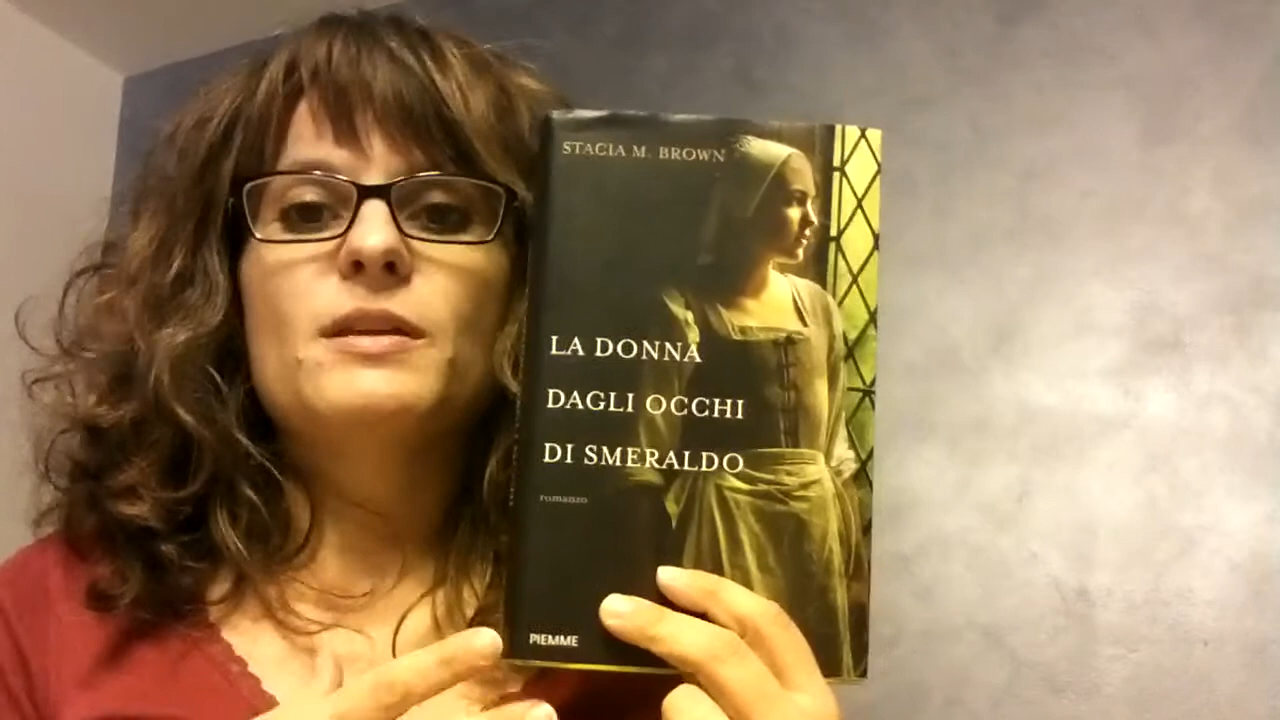 STACIA M. BROWN
LA DONNA
DAGLI OCCHI
DI SMERALDO
romanzo
PIEMME